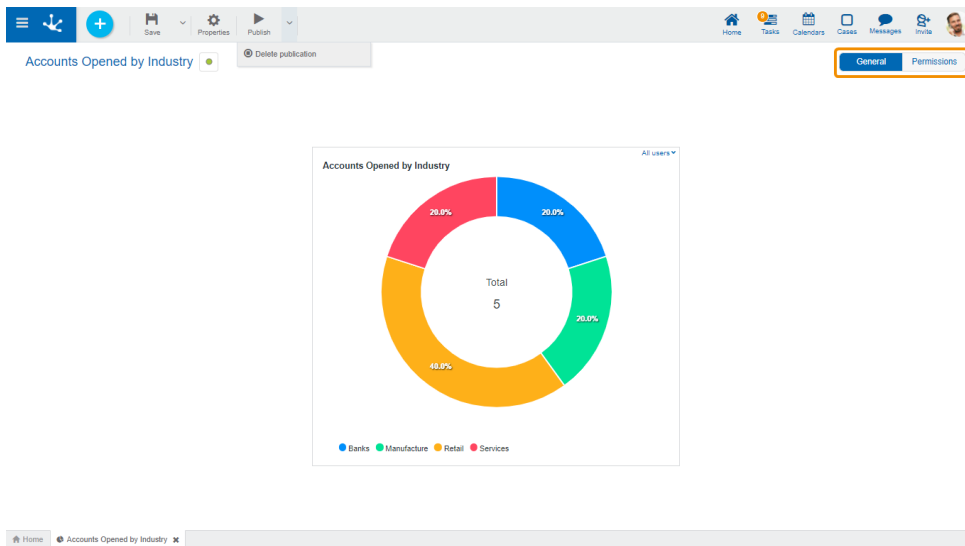 Save
Properties
Publish
Home
9
Tasks
Calendars
Cases
Messages
Invite
Delete publication
Accounts Opened by Industry
General
Permissions
All users
Accounts Opened by Industry
20.0%
20.0%
Total
5
20.0%
40.0%
Banks
Manufacture
Retail
Services
Home
Accounts Opened by Industry